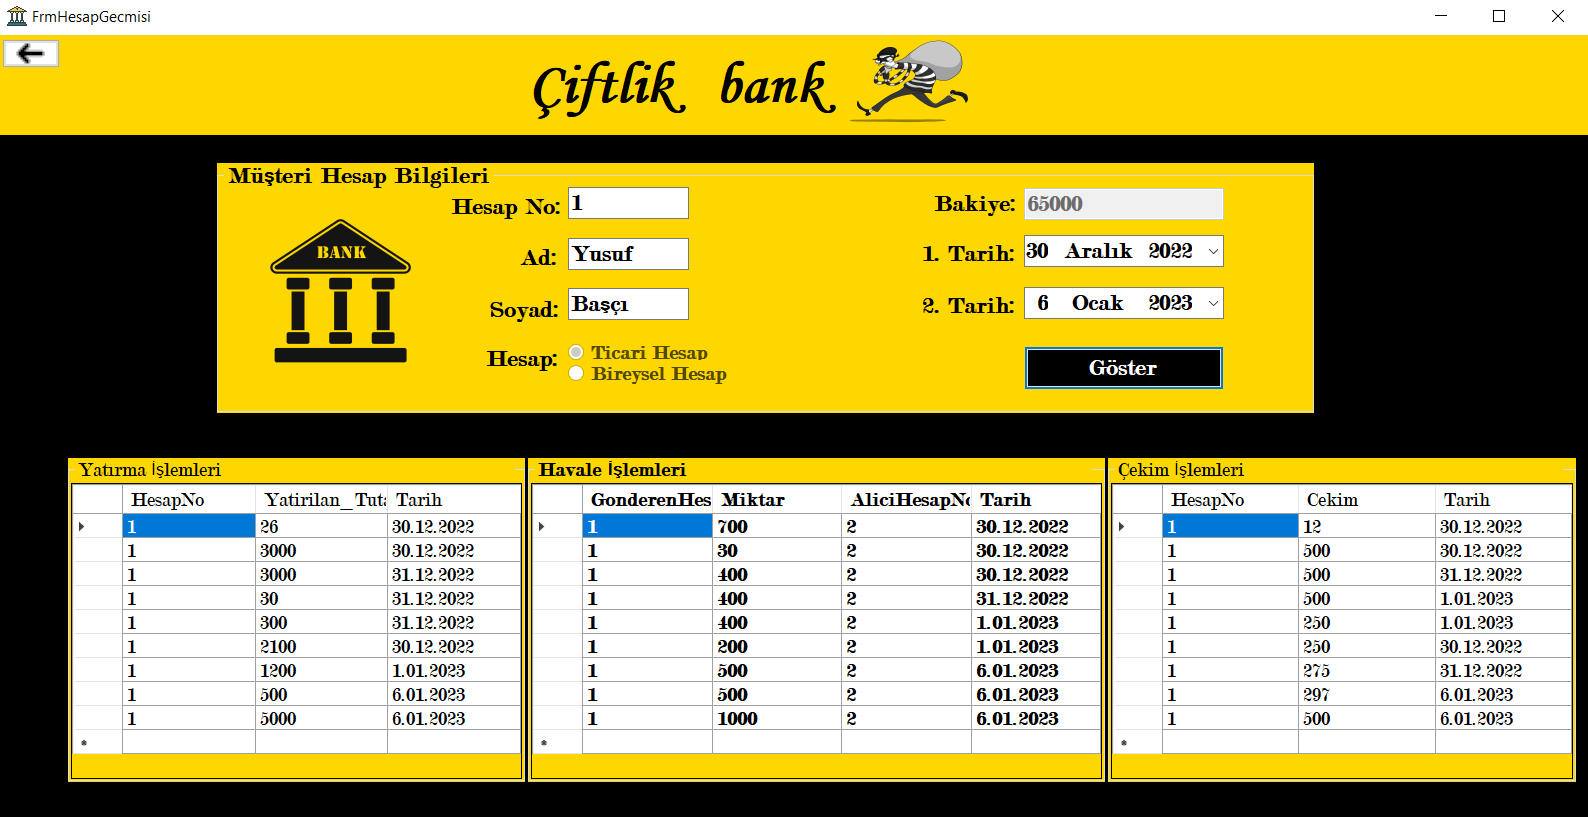 FrmHesapGecmisi
Çiftlik bank
Müşteri Hesap Bilgileri
BANK
Hesap No: 1
Ad: Yusuf
Soyad: Başçı
Hesap: Ticari Hesap
Bireysel Hesap
Bakiye: 65000
1. Tarih: 30 Aralık 2022
2. Tarih: 6 Ocak 2023
Göster
Yatırma İşlemleri
HesapNo Yatirilan_Tuta Tarih
1 26 30.12.2022
1 3000 30.12.2022
1 3000 31.12.2022
1 30 31.12.2022
1 300 31.12.2022
1 2100 30.12.2022
1 1200 1.01.2023
1 500 6.01.2023
1 5000 6.01.2023
Havale İşlemleri
GonderenHes Miktar AliciHesapNo Tarih
1 700 2 30.12.2022
1 30 2 30.12.2022
1 400 2 30.12.2022
1 400 2 31.12.2022
1 400 2 1.01.2023
1 200 2 1.01.2023
1 500 2 6.01.2023
1 500 2 6.01.2023
1 1000 2 6.01.2023
Çekim İşlemleri
HesapNo Cekim Tarih
1 12 30.12.2022
1 500 30.12.2022
1 500 31.12.2022
1 500 1.01.2023
1 250 1.01.2023
1 250 30.12.2022
1 275 31.12.2022
1 297 6.01.2023
1 500 6.01.2023